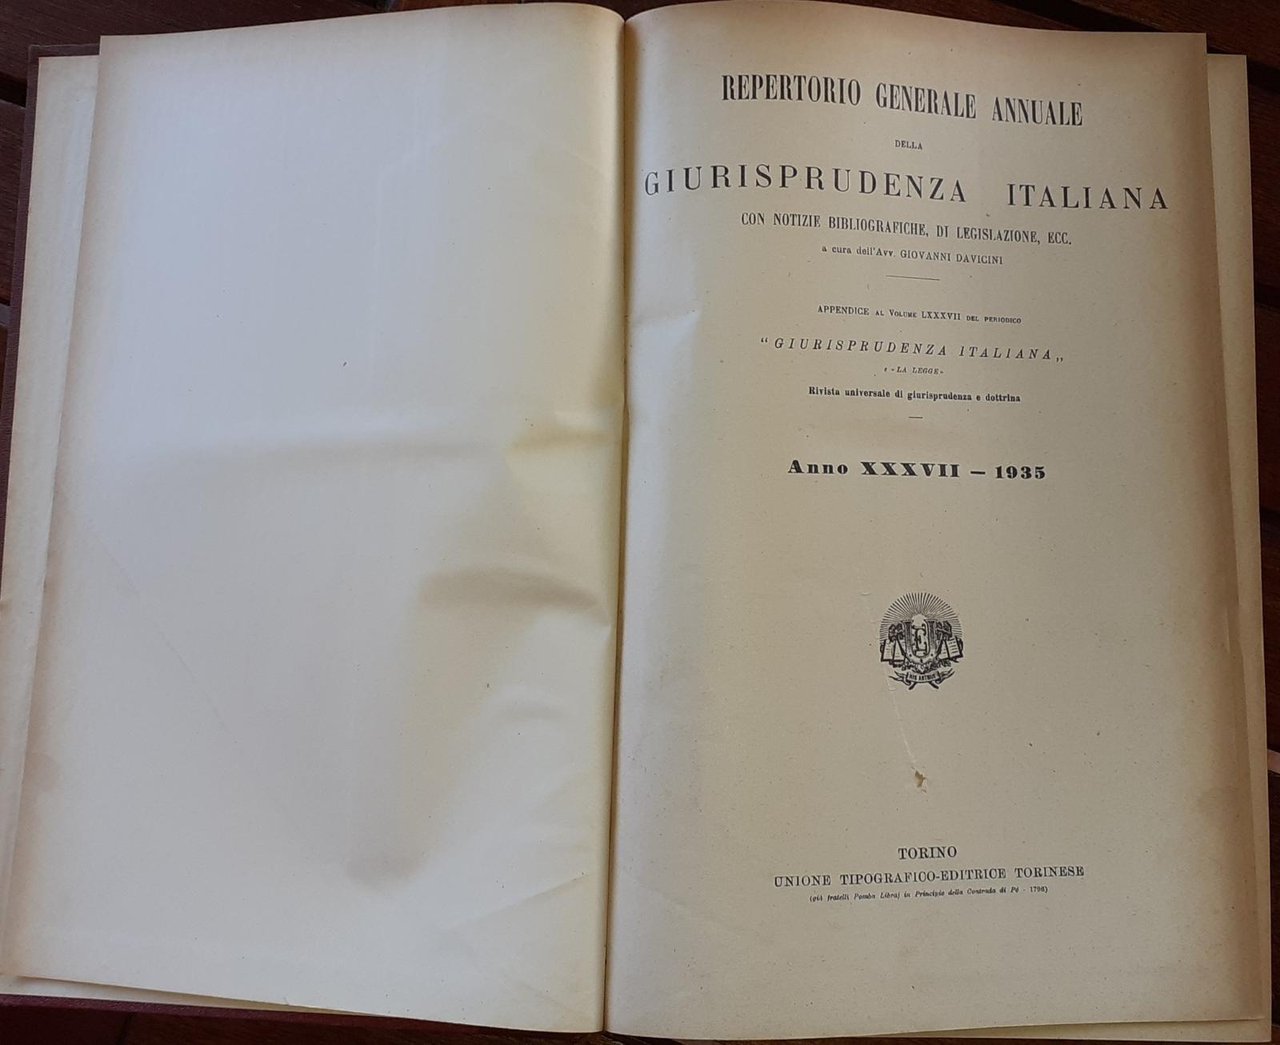 REPERTORIO GENERALE ANNUALE
DELLA
GIURISPRUDENZA ITALIANA
CON NOTIZIE BIBLIOGRAFICHE, DI LEGISLAZIONE, ECC.
a cura dell'Avv. GIOVANNI DAVICINI
APPENDICE AL VOLUME LXXXVII DEL PERIODICO
“GIURISPRUDENZA ITALIANA„
e «LA LEGGE»
Rivista universale di giurisprudenza e dottrina
Anno XXXVII — 1935
TORINO
UNIONE TIPOGRAFICO-EDITRICE TORINESE
(già fratelli Pomba Libraj in Principio della Contrada di Pò - 1796)